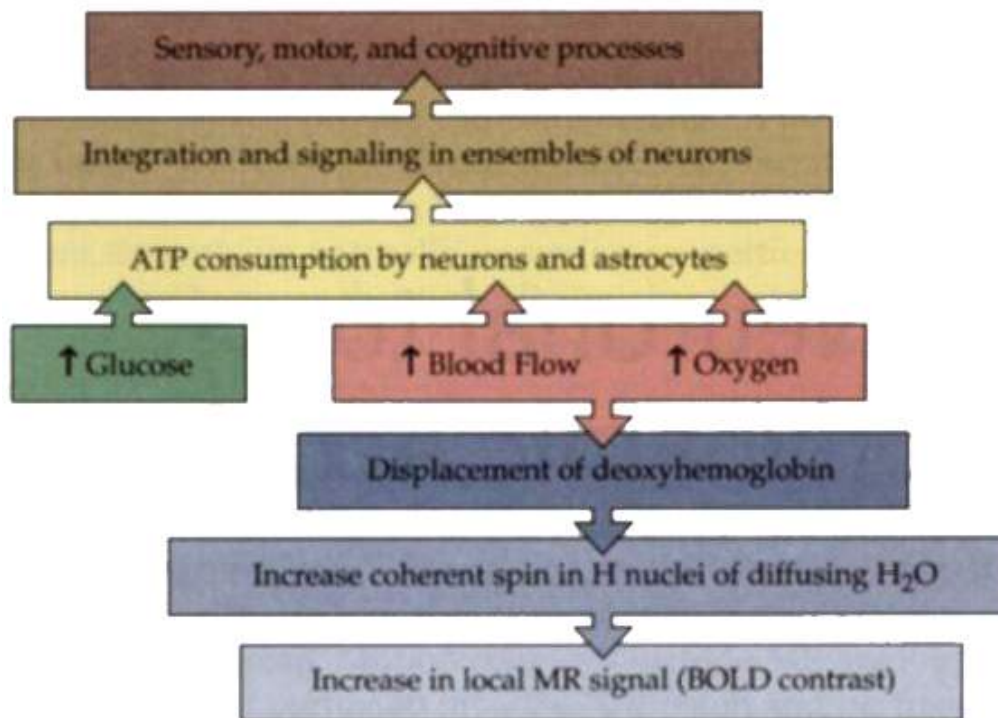 Sensory, motor, and cognitive processes
Integration and signaling in ensembles of neurons
ATP consumption by neurons and astrocytes
↑ Glucose
↑ Blood Flow ↑ Oxygen
Displacement of deoxyhemoglobin
Increase coherent spin in H nuclei of diffusing H₂O
Increase in local MR signal (BOLD contrast)